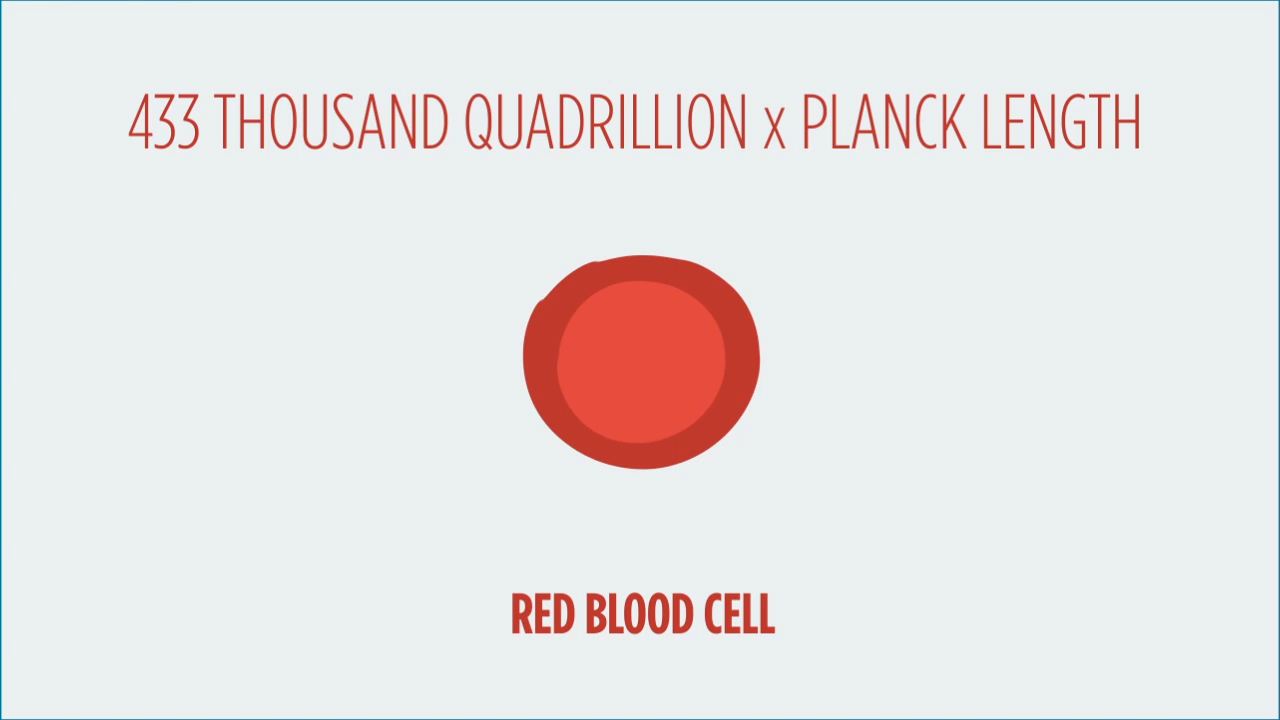 433 THOUSAND QUADRILLION x PLANCK LENGTH
RED BLOOD CELL